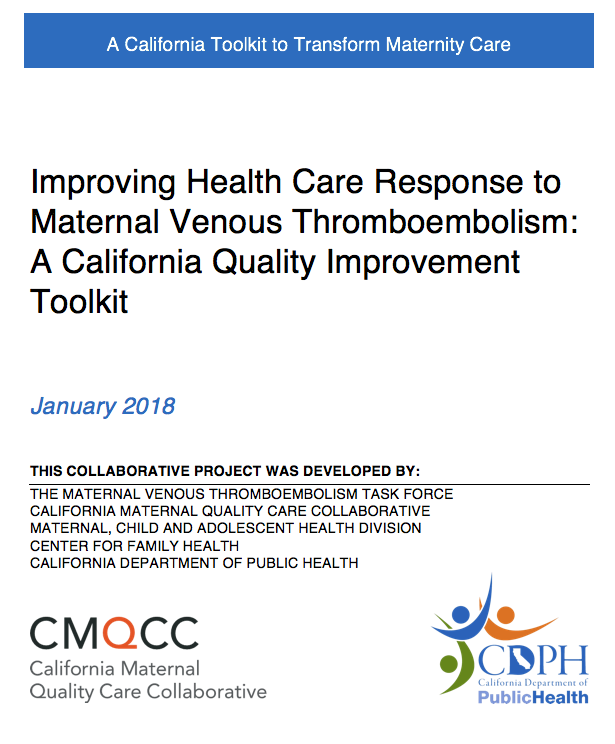 A California Toolkit to Transform Maternity Care
Improving Health Care Response to
Maternal Venous Thromboembolism:
A California Quality Improvement
Toolkit
January 2018
THIS COLLABORATIVE PROJECT WAS DEVELOPED BY:
THE MATERNAL VENOUS THROMBOEMBOLISM TASK FORCE
CALIFORNIA MATERNAL QUALITY CARE COLLABORATIVE
MATERNAL, CHILD AND ADOLESCENT HEALTH DIVISION
CENTER FOR FAMILY HEALTH
CALIFORNIA DEPARTMENT OF PUBLIC HEALTH
CMQCC
California Maternal
Quality Care Collaborative
CDPH
California Department of
PublicHealth